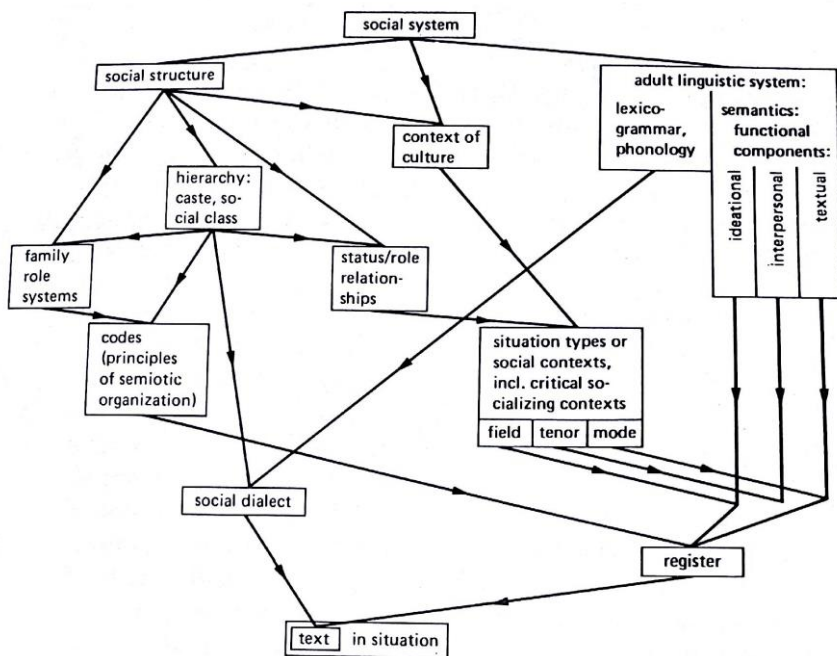 social system
social structure
adult linguistic system:
lexico-
grammar,
phonology
semantics:
functional
components:
ideational
interpersonal
textual
context of
culture
hierarchy:
caste, so-
cial class
family
role
systems
status/role
relation-
ships
codes
(principles
of semiotic
organization)
situation types or
social contexts,
incl. critical so-
cializing contexts
field tenor mode
social dialect
register
text in situation